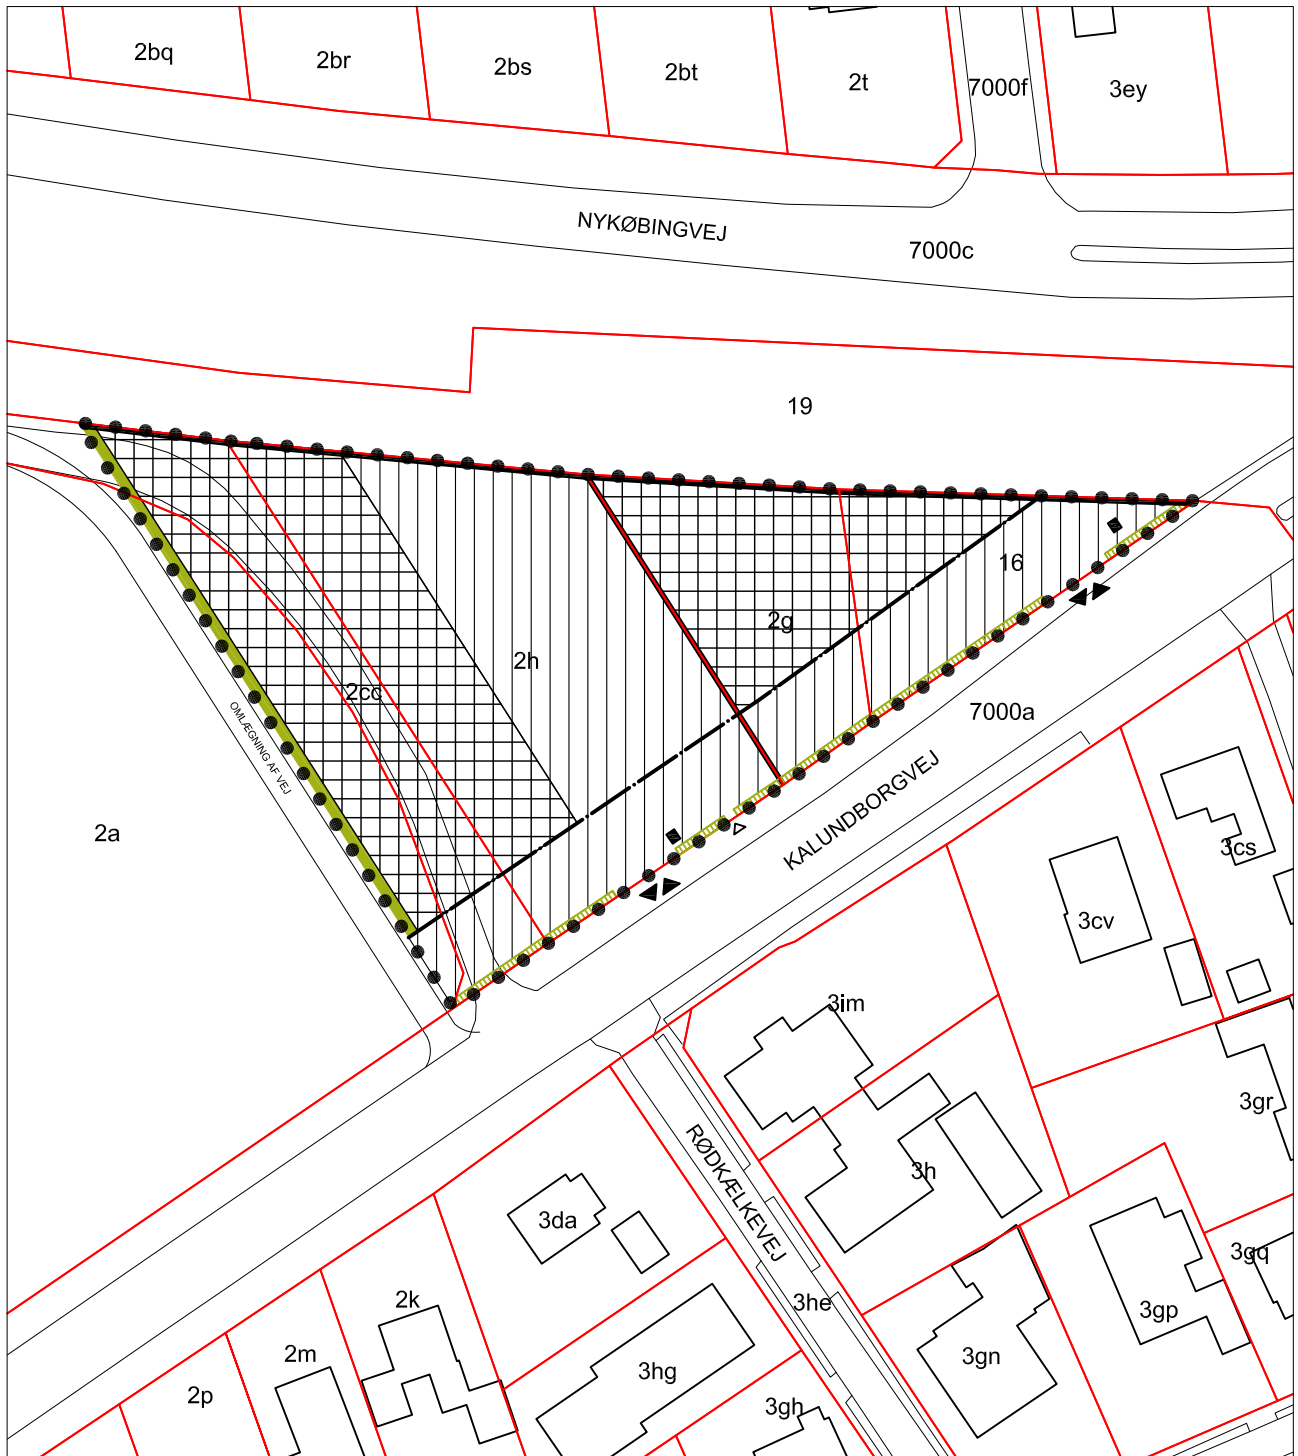 2bq
2br
2bs
2bt
2t
7000f
3ey
NYKØBINGVEJ
7000c
19
16
2g
2h
2cc
7000a
OMLÆGNING AF VEJ
KALUNDBORGVEJ
2a
3cs
3cv
3im
3gr
RØDKÆLKEVEJ
3h
3da
3gq
3he
2k
3gp
2m
3gn
3hg
2p
3gh